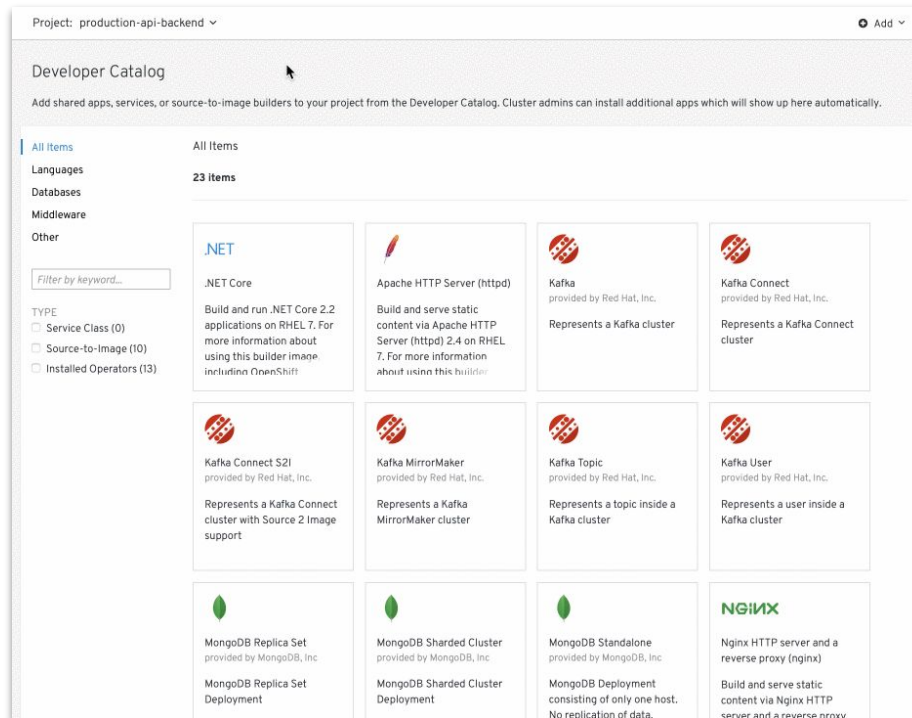 Project: production-api-backend
Add
Developer Catalog
Add shared apps, services, or source-to-image builders to your project from the Developer Catalog. Cluster admins can install additional apps which will show up here automatically.
All Items
Languages
Databases
Middleware
Other
Filter by keyword...
TYPE
Service Class (0)
Source-to-Image (10)
Installed Operators (13)
All Items
23 items
.NET
.NET Core
Build and run .NET Core 2.2
applications on RHEL 7. For
more information about
using this builder image,
including OpenShift
Apache HTTP Server (httpd)
Build and serve static
content via Apache HTTP
Server (httpd) 2.4 on RHEL
7. For more information
about using this builder
Kafka
provided by Red Hat, Inc.
Represents a Kafka cluster
Kafka Connect
provided by Red Hat, Inc.
Represents a Kafka Connect
cluster
Kafka Connect S2I
provided by Red Hat, Inc.
Represents a Kafka Connect
cluster with Source 2 Image
support
Kafka MirrorMaker
provided by Red Hat, Inc.
Represents a Kafka
MirrorMaker cluster
Kafka Topic
provided by Red Hat, Inc.
Represents a topic inside a
Kafka cluster
Kafka User
provided by Red Hat, Inc.
Represents a user inside a
Kafka cluster
MongoDB Replica Set
provided by MongoDB, Inc
MongoDB Replica Set
Deployment
MongoDB Sharded Cluster
provided by MongoDB, Inc
MongoDB Sharded Cluster
Deployment
MongoDB Standalone
provided by MongoDB, Inc
MongoDB Deployment
consisting of only one host.
No replication of data.
NGINX
Nginx HTTP server and a
reverse proxy (nginx)
Build and serve static
content via Nginx HTTP
server and a reverse proxy